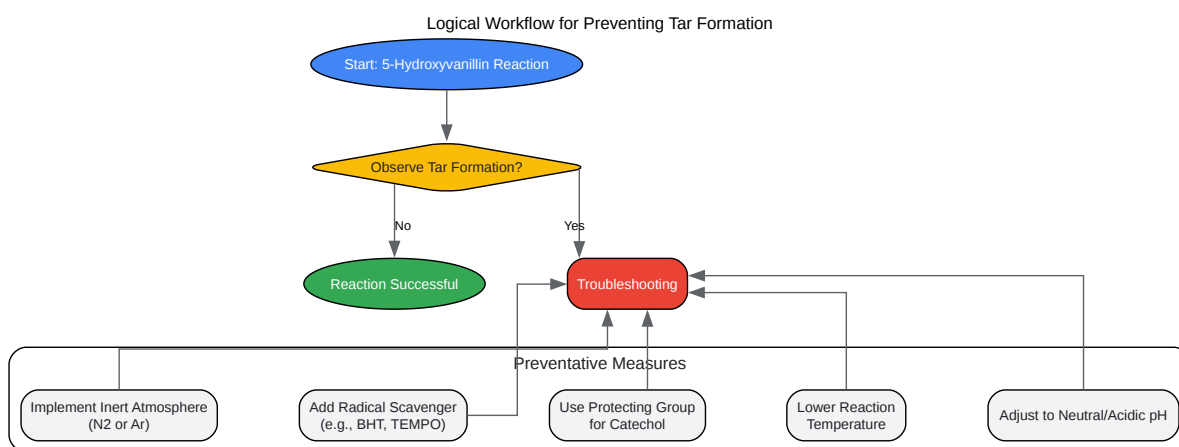 Logical Workflow for Preventing Tar Formation
Start: 5-Hydroxyvanillin Reaction
Observe Tar Formation?
No
Yes
Reaction Successful
Troubleshooting
Preventative Measures
Implement Inert Atmosphere
(N2 or Ar)
Add Radical Scavenger
(e.g., BHT, TEMPO)
Use Protecting Group
for Catechol
Lower Reaction
Temperature
Adjust to Neutral/Acidic pH